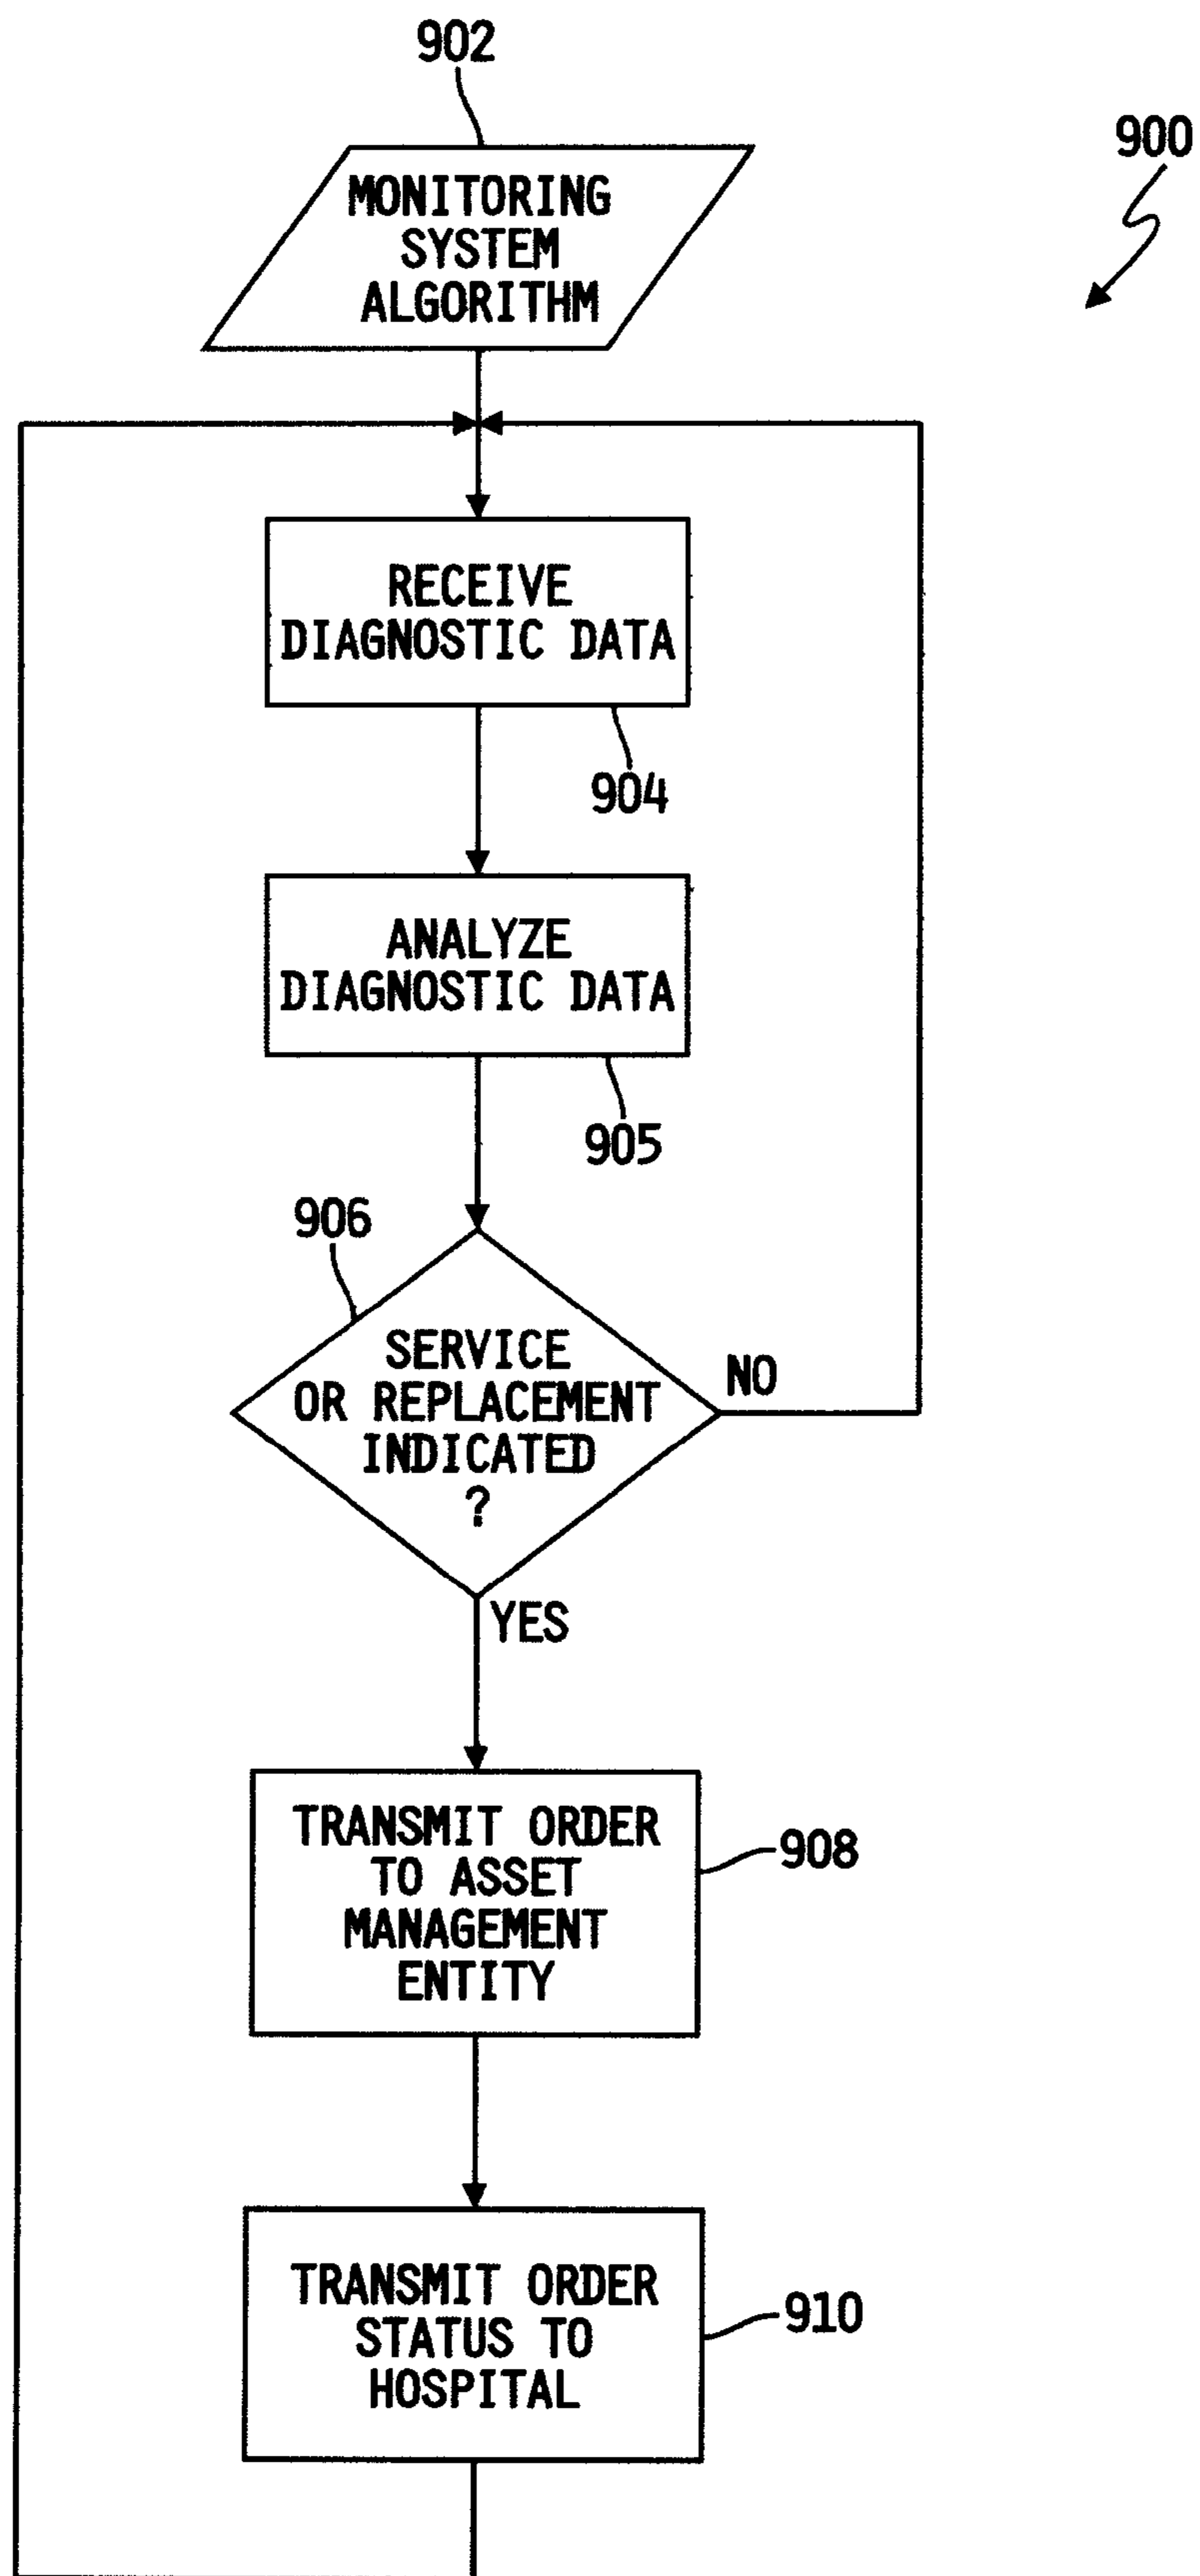 902
900
MONITORING
SYSTEM
ALGORITHM
RECEIVE
DIAGNOSTIC DATA
904
ANALYZE
DIAGNOSTIC DATA
905
906
SERVICE
OR REPLACEMENT
INDICATED
?
NO
YES
TRANSMIT ORDER
TO ASSET
MANAGEMENT
ENTITY
908
TRANSMIT ORDER
STATUS TO
HOSPITAL
910